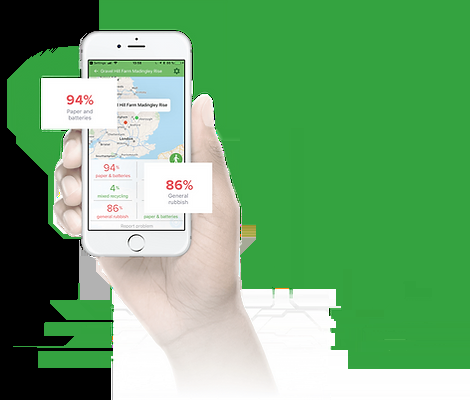 Gravel Hill Farm Madingley Rise
Hill Farm Madingley Rise
94%
Paper and
batteries
London
94%
paper & batteries
4%
mixed recycling
86%
general rubbish
86%
General
rubbish
paper & batteries
Report problem